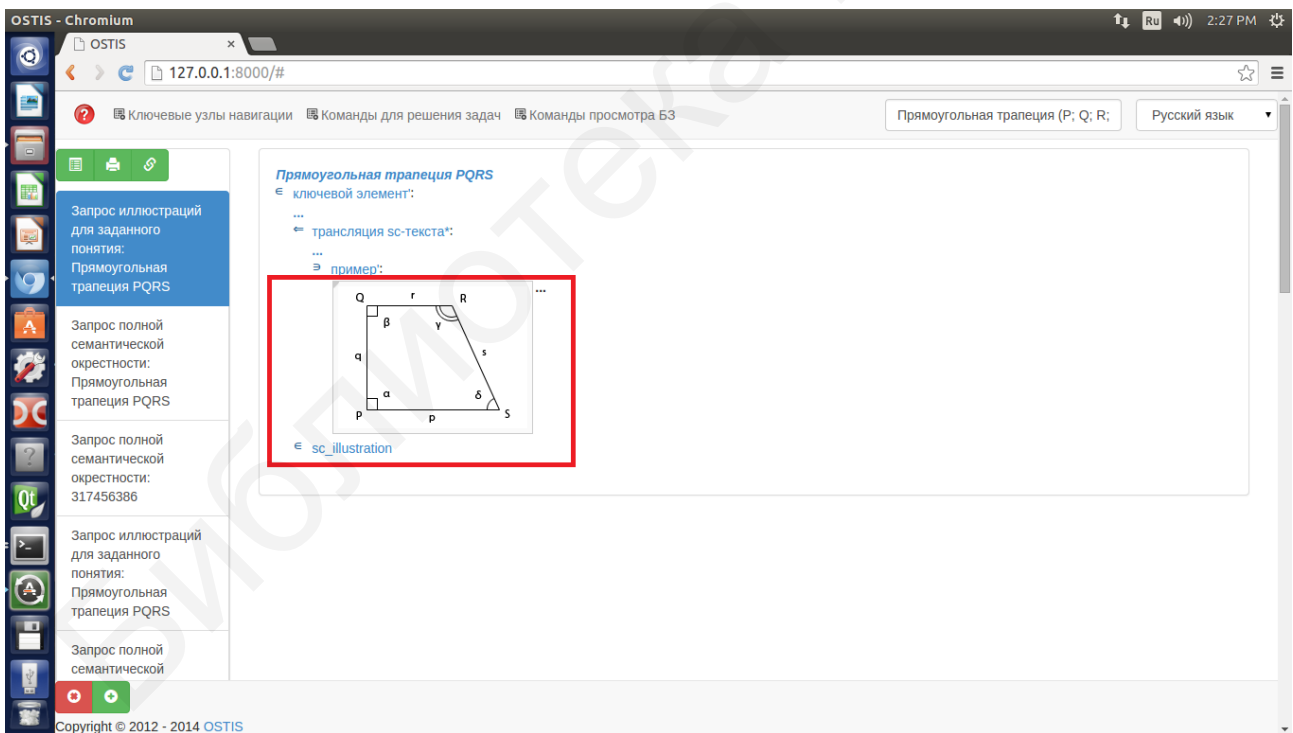 OSTIS - Chromium
Ru
2:27 PM
OSTIS
127.0.0.1:8000/#
Ключевые узлы навигации
Команды для решения задач
Команды просмотра БЗ
Прямоугольная трапеция (P; Q; R;
Русский язык
Запрос иллюстраций
для заданного
понятия:
Прямоугольная
трапеция PQRS
Запрос полной
семантической
окрестности:
Прямоугольная
трапеция PQRS
Запрос полной
семантической
окрестности:
317456386
Запрос иллюстраций
для заданного
понятия:
Прямоугольная
трапеция PQRS
Запрос полной
семантической
Прямоугольная трапеция PQRS
∈ ключевой элемент':
...
⇐ трансляция sc-текста*:
...
∋ пример':
...
Q r R
β γ
q s
α δ
P p S
∈ sc_illustration
Copyright © 2012 - 2014 OSTIS
Библиотека